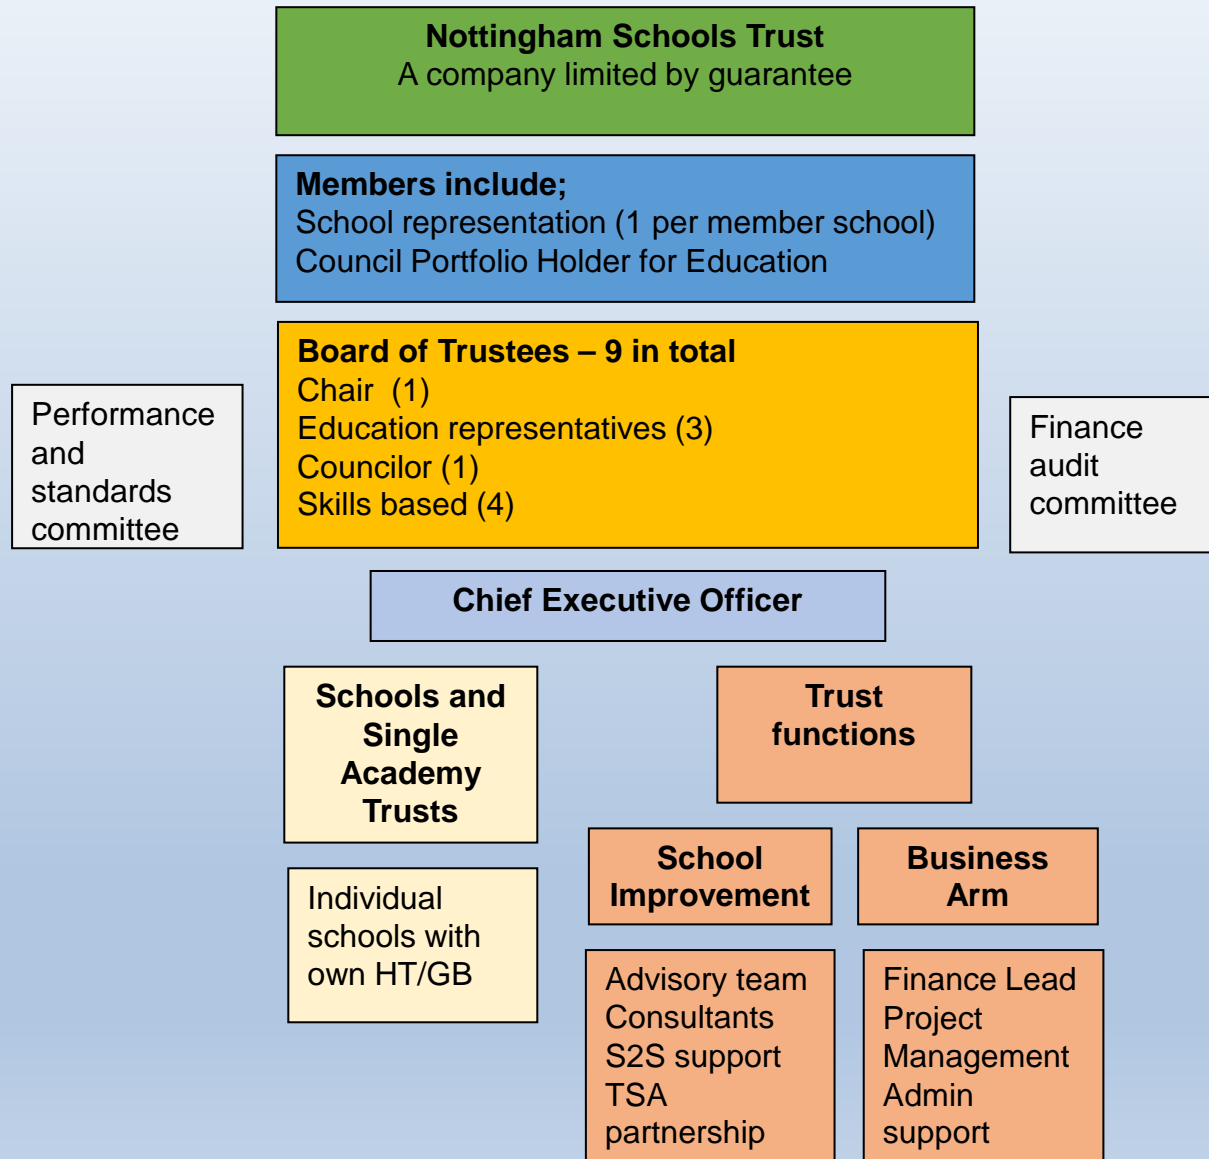 Nottingham Schools Trust
A company limited by guarantee
Members include;
School representation (1 per member school)
Council Portfolio Holder for Education
Board of Trustees – 9 in total
Chair (1)
Education representatives (3)
Councilor (1)
Skills based (4)
Performance
and
standards
committee
Finance
audit
committee
Chief Executive Officer
Schools and
Single
Academy
Trusts
Trust
functions
Individual
schools with
own HT/GB
School
Improvement
Business
Arm
Advisory team
Consultants
S2S support
TSA
partnership
Finance Lead
Project
Management
Admin
support